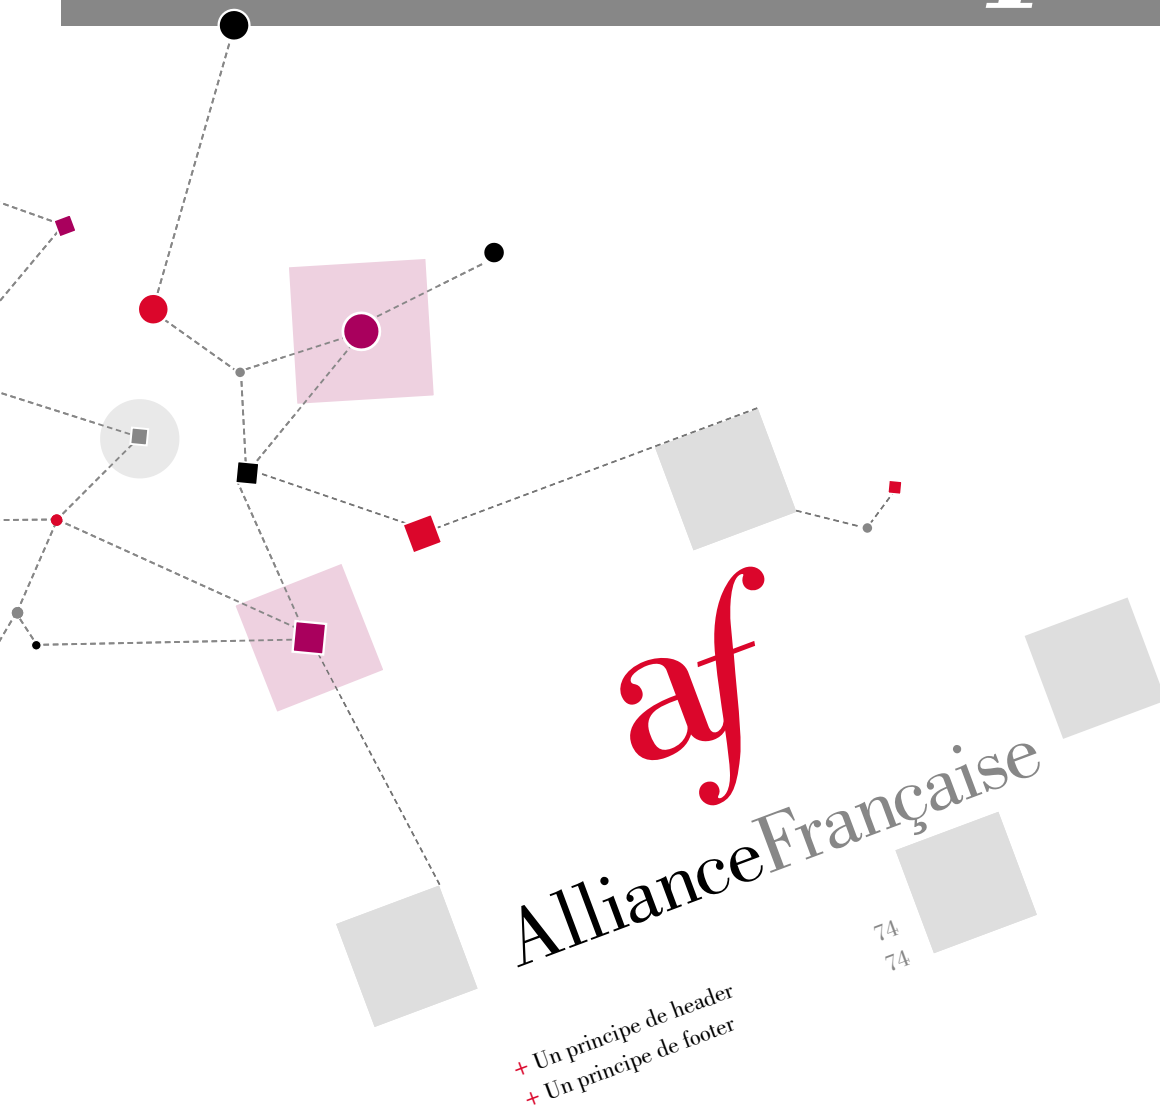 af
AllianceFrançaise
+ Un principe de header 74
+ Un principe de footer 74